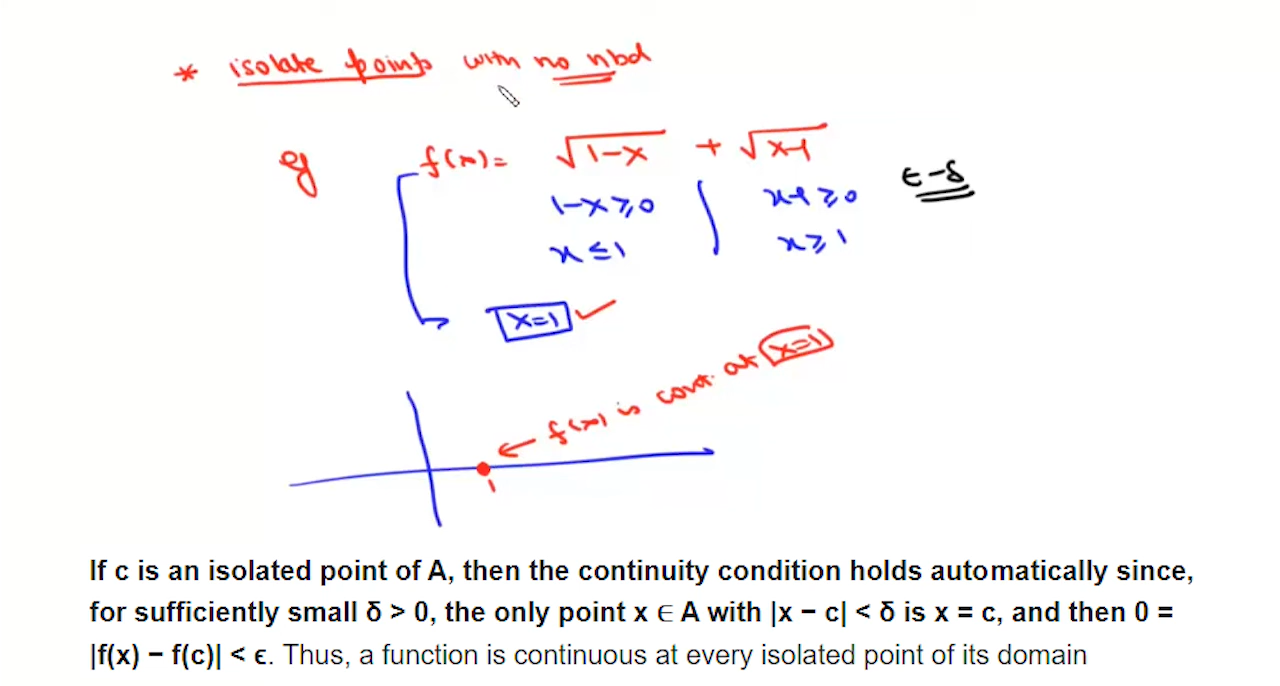 * isolate points with no nbd
eg f(x) = √1-x + √x-1 ϵ-δ
1-x ≥ 0 | x-1 ≥ 0
x ≤ 1 | x ≥ 1
x=1 ✓
← f(x) is cont. at x=1
1
If c is an isolated point of A, then the continuity condition holds automatically since,
for sufficiently small δ > 0, the only point x ∈ A with |x − c| < δ is x = c, and then 0 =
|f(x) − f(c)| < ϵ. Thus, a function is continuous at every isolated point of its domain